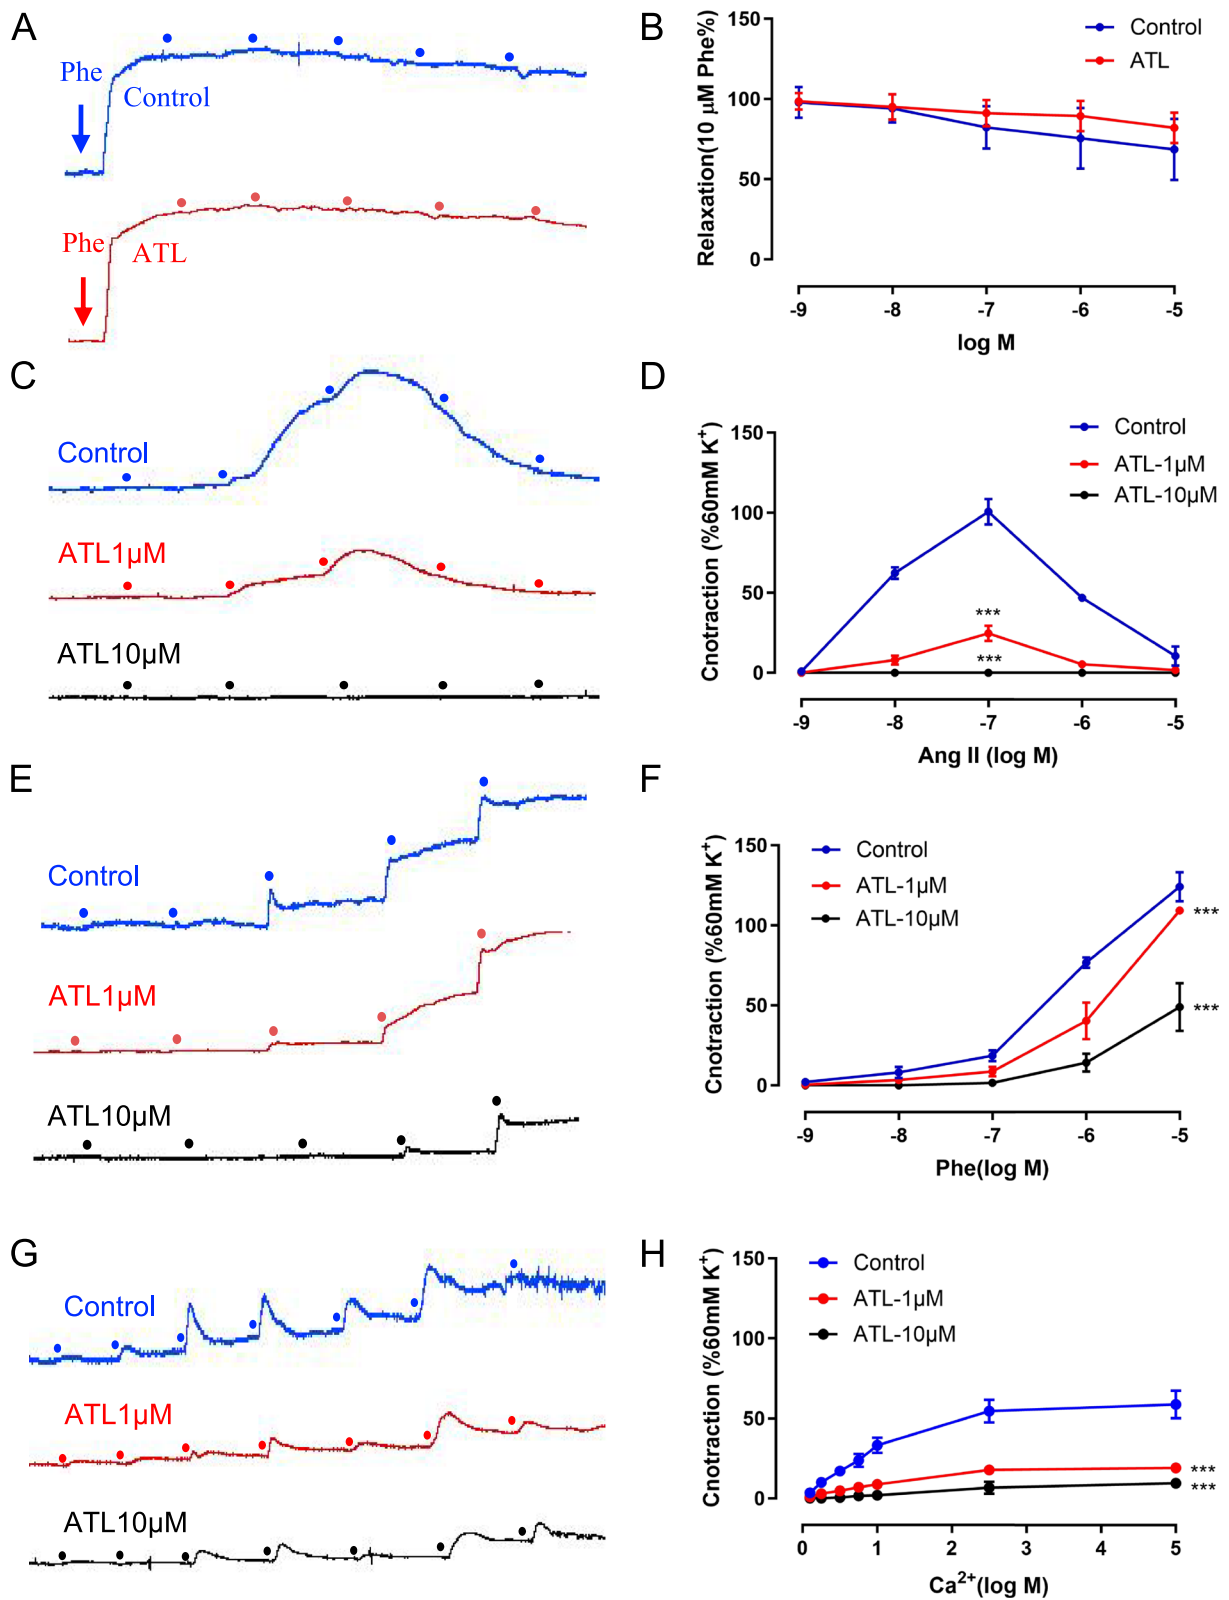 A
Phe
Control
Phe
ATL
B
Relaxation(10 µM Phe%)
150
100
50
0
Control
ATL
-9 -8 -7 -6 -5
log M
C
Control
ATL1µM
ATL10µM
D
Cnotraction (%60mM K+)
150
100
50
0
Control
ATL-1µM
ATL-10µM
***
***
-9 -8 -7 -6 -5
Ang II (log M)
E
Control
ATL1µM
ATL10µM
F
Cnotraction (%60mM K+)
150
100
50
0
Control
ATL-1µM
ATL-10µM
***
***
-9 -8 -7 -6 -5
Phe(log M)
G
Control
ATL1µM
ATL10µM
H
Cnotraction (%60mM K+)
150
100
50
0
Control
ATL-1µM
ATL-10µM
***
***
0 1 2 3 4 5
Ca2+(log M)